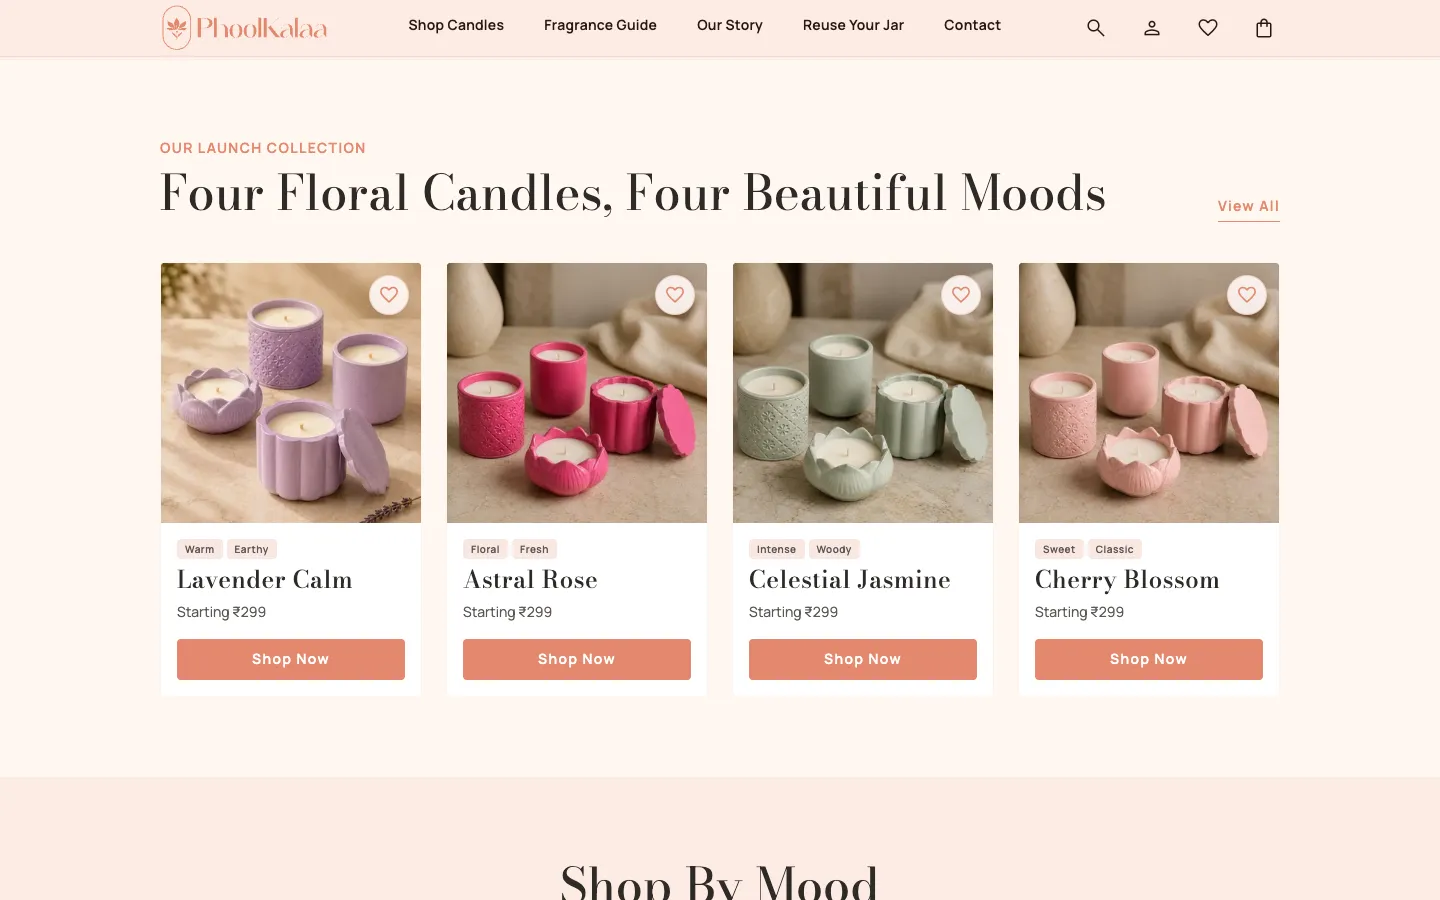 PhoolKalaa
Shop Candles Fragrance Guide Our Story Reuse Your Jar Contact
OUR LAUNCH COLLECTION
Four Floral Candles, Four Beautiful Moods
View All
Warm Earthy
Lavender Calm
Starting ₹299
Shop Now
Floral Fresh
Astral Rose
Starting ₹299
Shop Now
Intense Woody
Celestial Jasmine
Starting ₹299
Shop Now
Sweet Classic
Cherry Blossom
Starting ₹299
Shop Now
Shop By Mood